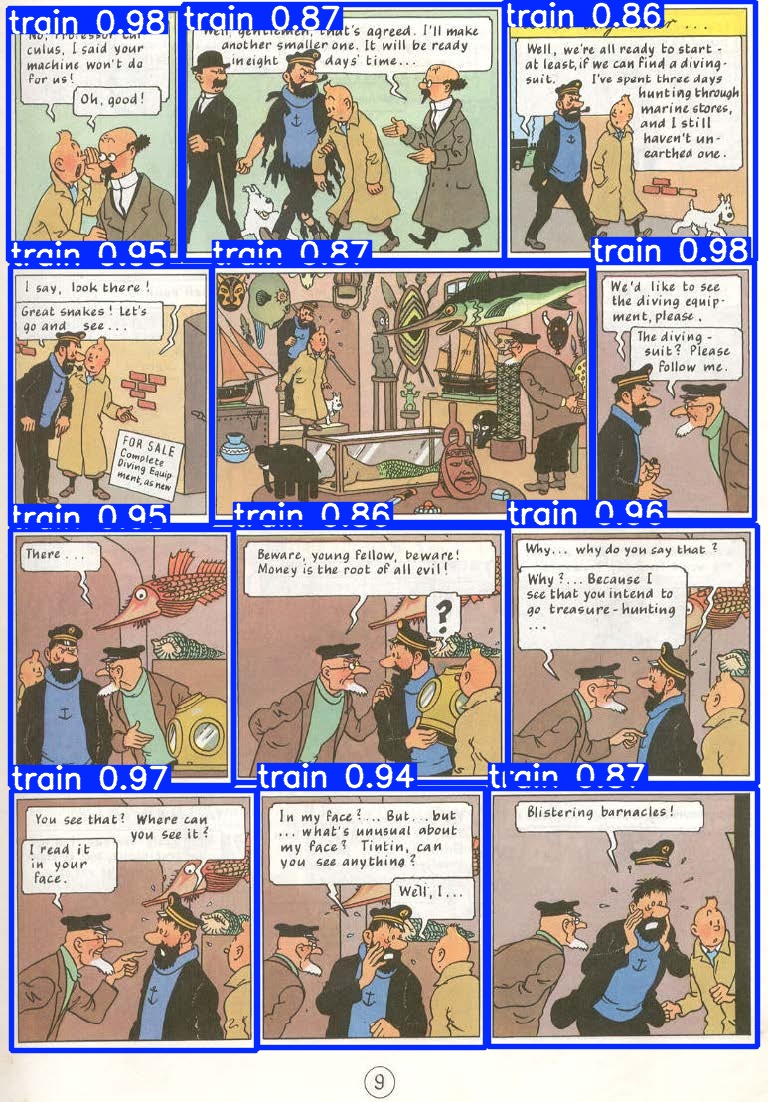 train 0.98
No, Professor Cal
culus, I said your
machine won't do
for us!
Oh, good!
train 0.87
Well, gentlemen, that's agreed. I'll make
another smaller one. It will be ready
in eight days' time...
train 0.86
Well, we're all ready to start -
at least, if we can find a diving-
suit. I've spent three days
hunting through
marine stores,
and I still
haven't un-
earthed one.
train 0.95
I say, look there!
Great snakes! Let's
go and see...
FOR SALE
Complete
Diving Equip
ment, as new
train 0.87
train 0.98
We'd like to see
the diving equip-
ment, please.
The diving-
suit? Please
follow me.
train 0.95
There...
train 0.86
Beware, young fellow, beware!
Money is the root of all evil!
?
train 0.96
Why... why do you say that?
Why?... Because I
see that you intend to
go treasure-hunting
...
train 0.97
You see that? Where can
you see it?
I read it
in your
face.
train 0.94
In my face?... But...but
... what's unusual about
my face? Tintin, can
you see anything?
Well, I...
train 0.87
Blistering barnacles!
9